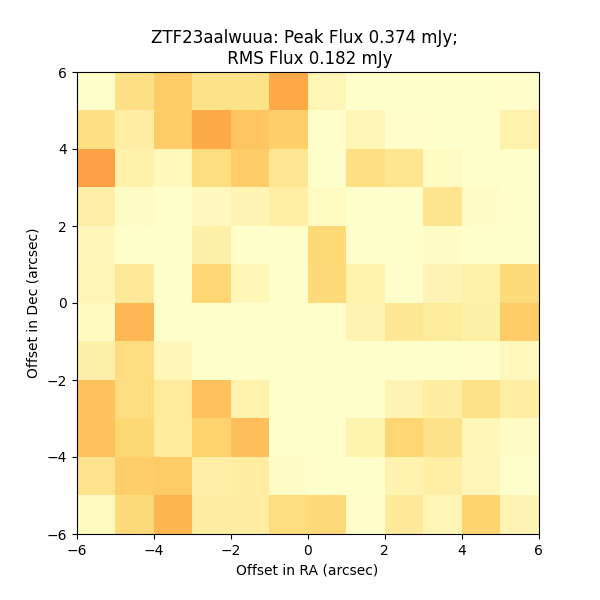 ZTF23aalwuua: Peak Flux 0.374 mJy;
RMS Flux 0.182 mJy
6
4
2
0
−2
−4
−6
Offset in Dec (arcsec)
−6 −4 −2 0 2 4 6
Offset in RA (arcsec)